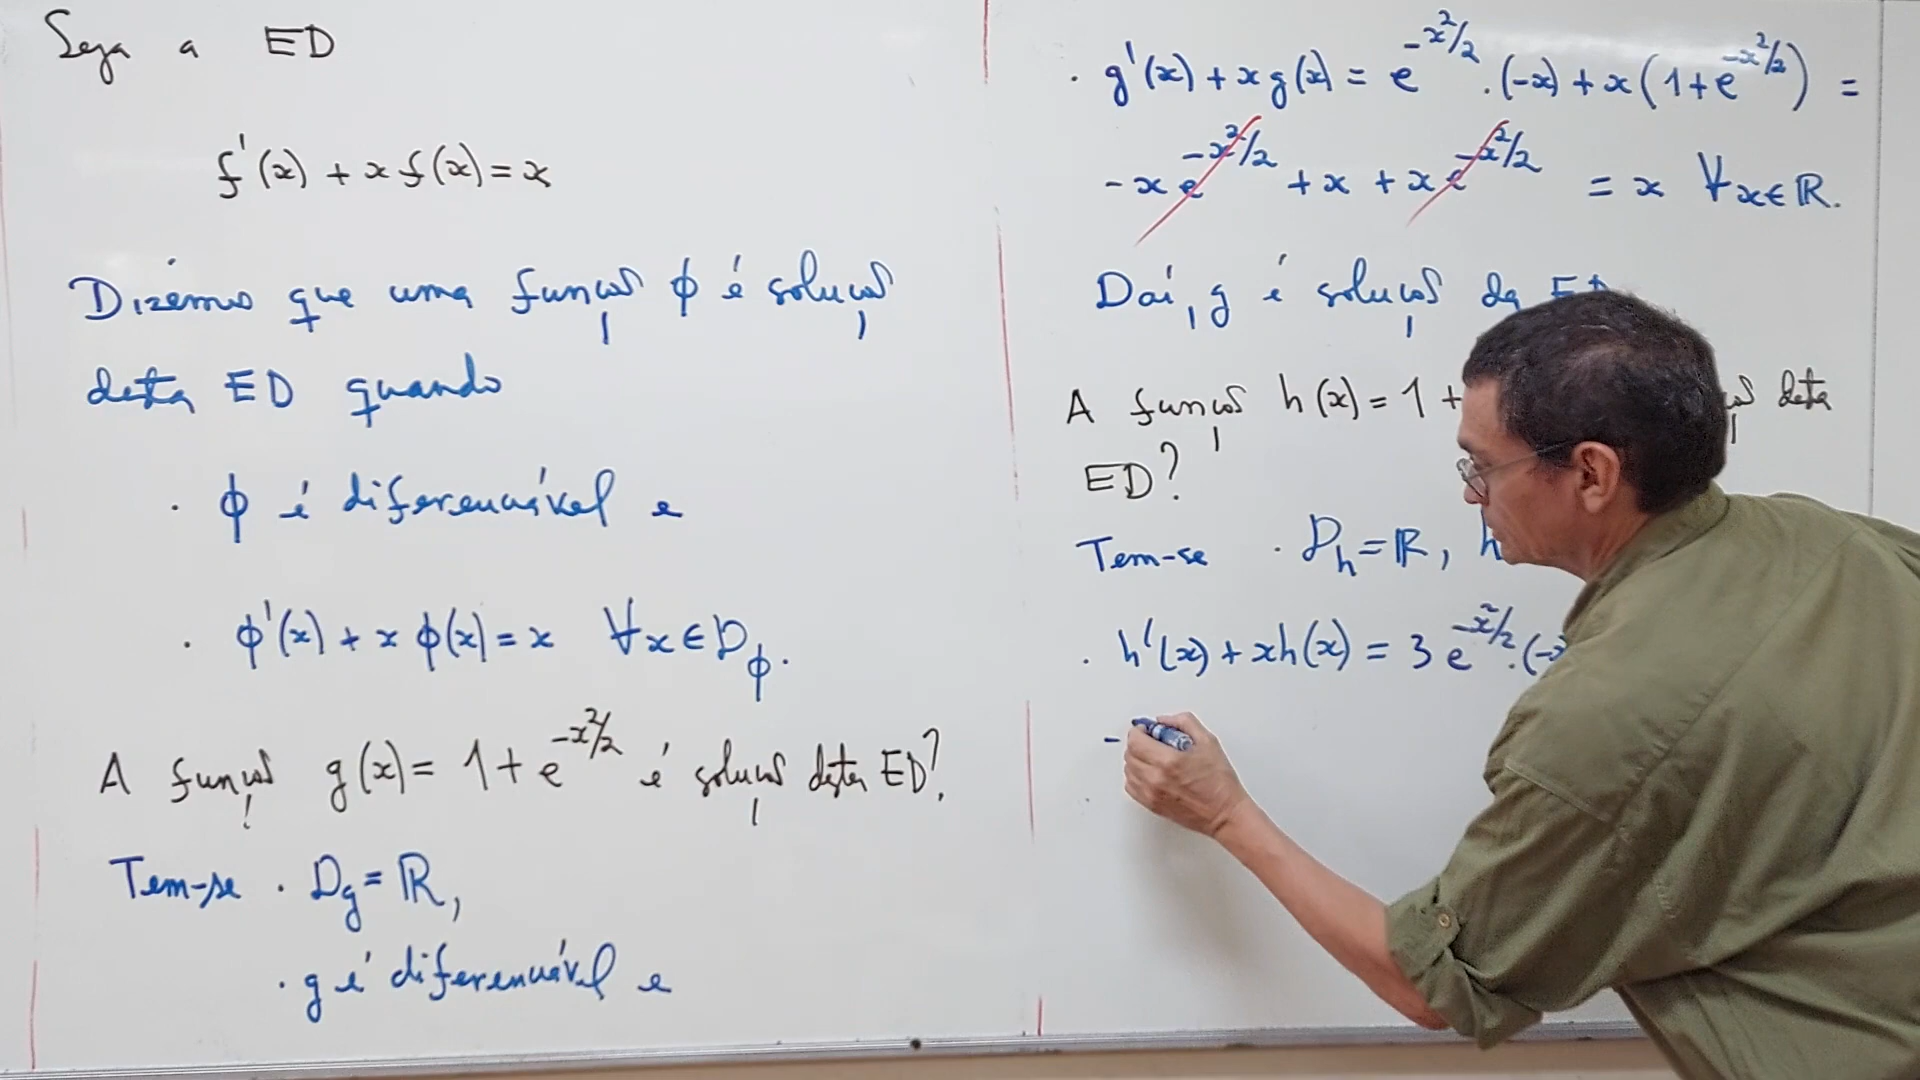 Seja a ED
f'(x) + x f(x) = x
Dizemos que uma função ϕ é solução
desta ED quando
· ϕ é diferenciável e
· ϕ'(x) + x ϕ(x) = x ∀x∈D_ϕ.
A função g(x) = 1 + e^{-x²/2} é solução desta ED?
Tem-se · D_g = ℝ,
· g é diferenciável e
· g'(x) + x g(x) = e^{-x²/2} · (-x) + x (1 + e^{-x²/2}) =
-x e^{-x²/2} + x + x e^{-x²/2} = x ∀x∈ℝ.
Daí, g é solução da ED
A função h(x) = 1 + desta
ED?
Tem-se · D_h = ℝ, h
· h'(x) + x h(x) = 3 e^{-x²/2} · (-x
-